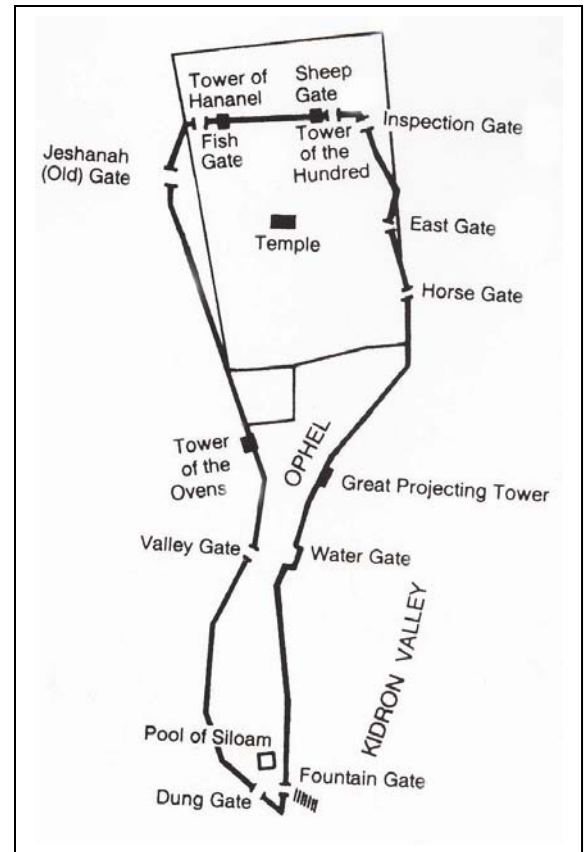 Tower of
Hananel
Sheep
Gate
Inspection Gate
Fish
Gate
Tower
of the
Hundred
Jeshanah
(Old) Gate
East Gate
Temple
Horse Gate
OPHEL
Tower
of the
Ovens
Great Projecting Tower
Valley Gate
Water Gate
KIDRON VALLEY
Pool of Siloam
Fountain Gate
Dung Gate